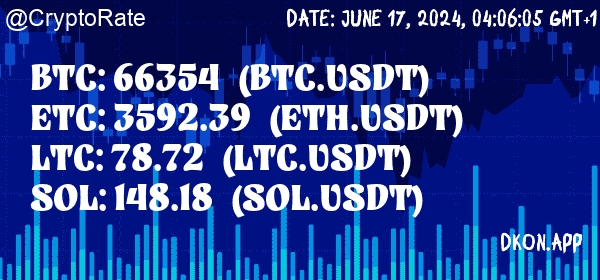 @CryptoRate
DATE: JUNE 17, 2024, 04:06:05 GMT+1
BTC: 66354 (BTC.USDT)
ETC: 3592.39 (ETH.USDT)
LTC: 78.72 (LTC.USDT)
SOL: 148.18 (SOL.USDT)
DKON.APP